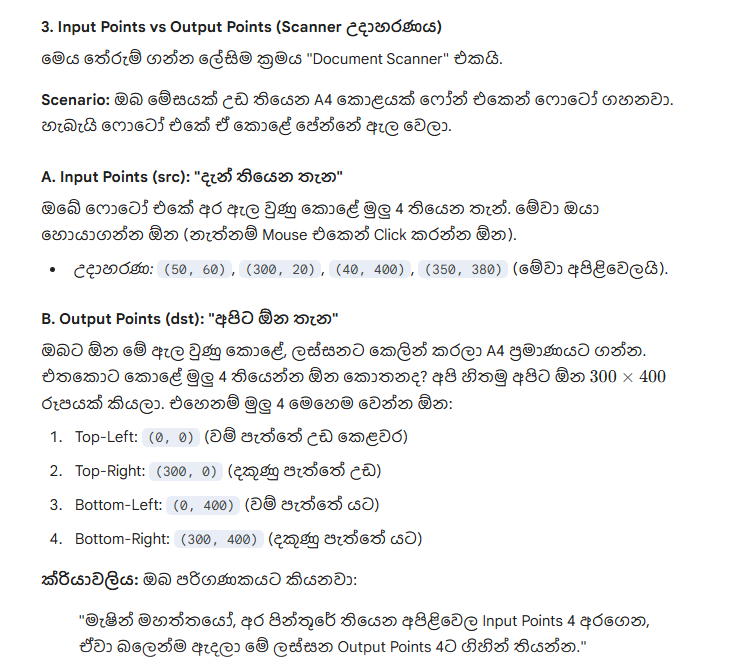 3. Input Points vs Output Points (Scanner උදාහරණය)
මෙය තේරුම් ගන්න ලේසිම ක්‍රමය "Document Scanner" එකයි.
Scenario: ඔබ මේසයක් උඩ තියෙන A4 කොළයක් ෆෝන් එකෙන් ෆොටෝ ගහනවා.
හැබැයි ෆොටෝ එකේ ඒ කොළේ පේන්නේ ඇල වෙලා.
A. Input Points (src): "දැන් තියෙන තැන"
ඔබේ ෆොටෝ එකේ අර ඇල වුණු කොළේ මුලු 4 තියෙන තැන්. මේවා ඔයා
හොයාගන්න ඕන (නැත්නම් Mouse එකෙන් Click කරන්න ඕන).
• උදාහරණ: (50, 60), (300, 20), (40, 400), (350, 380) (මේවා අපිළිවෙලයි).
B. Output Points (dst): "අපිට ඕන තැන"
ඔබට ඕන මේ ඇල වුණු කොළේ, ලස්සනට කෙලින් කරලා A4 ප්‍රමාණයට ගන්න.
එතකොට කොළේ මුලු 4 තියෙන්න ඕන කොතනද? අපි හිතමු අපිට ඕන 300 × 400
රූපයක් කියලා. එහෙනම් මුලු 4 මෙහෙම වෙන්න ඕන:
1. Top-Left: (0, 0) (වම් පැත්තේ උඩ කෙළවර)
2. Top-Right: (300, 0) (දකුණු පැත්තේ උඩ)
3. Bottom-Left: (0, 400) (වම් පැත්තේ යට)
4. Bottom-Right: (300, 400) (දකුණු පැත්තේ යට)
ක්රියාවලිය: ඔබ පරිගණකයට කියනවා:
"මැෂින් මහත්තයෝ, අර පින්තූරේ තියෙන අපිළිවෙල Input Points 4 අරගෙන,
ඒවා බලෙන්ම ඇදලා මේ ලස්සන Output Points 4ට ගිහින් තියන්න."